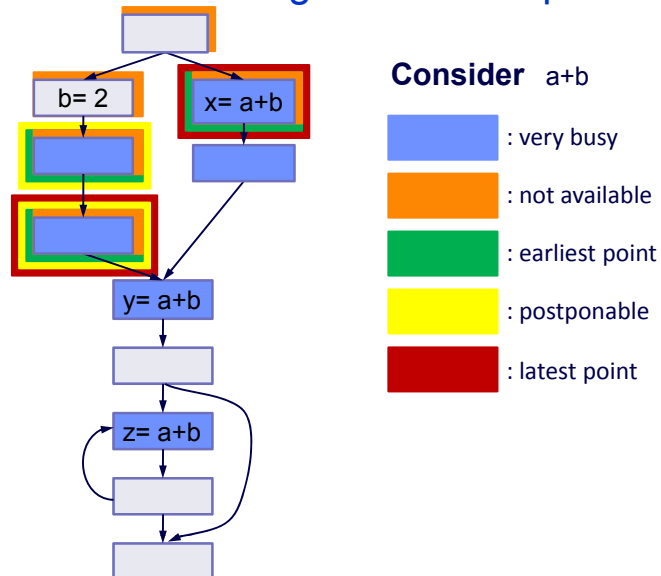 b= 2
x= a+b
y= a+b
z= a+b
Consider a+b
: very busy
: not available
: earliest point
: postponable
: latest point